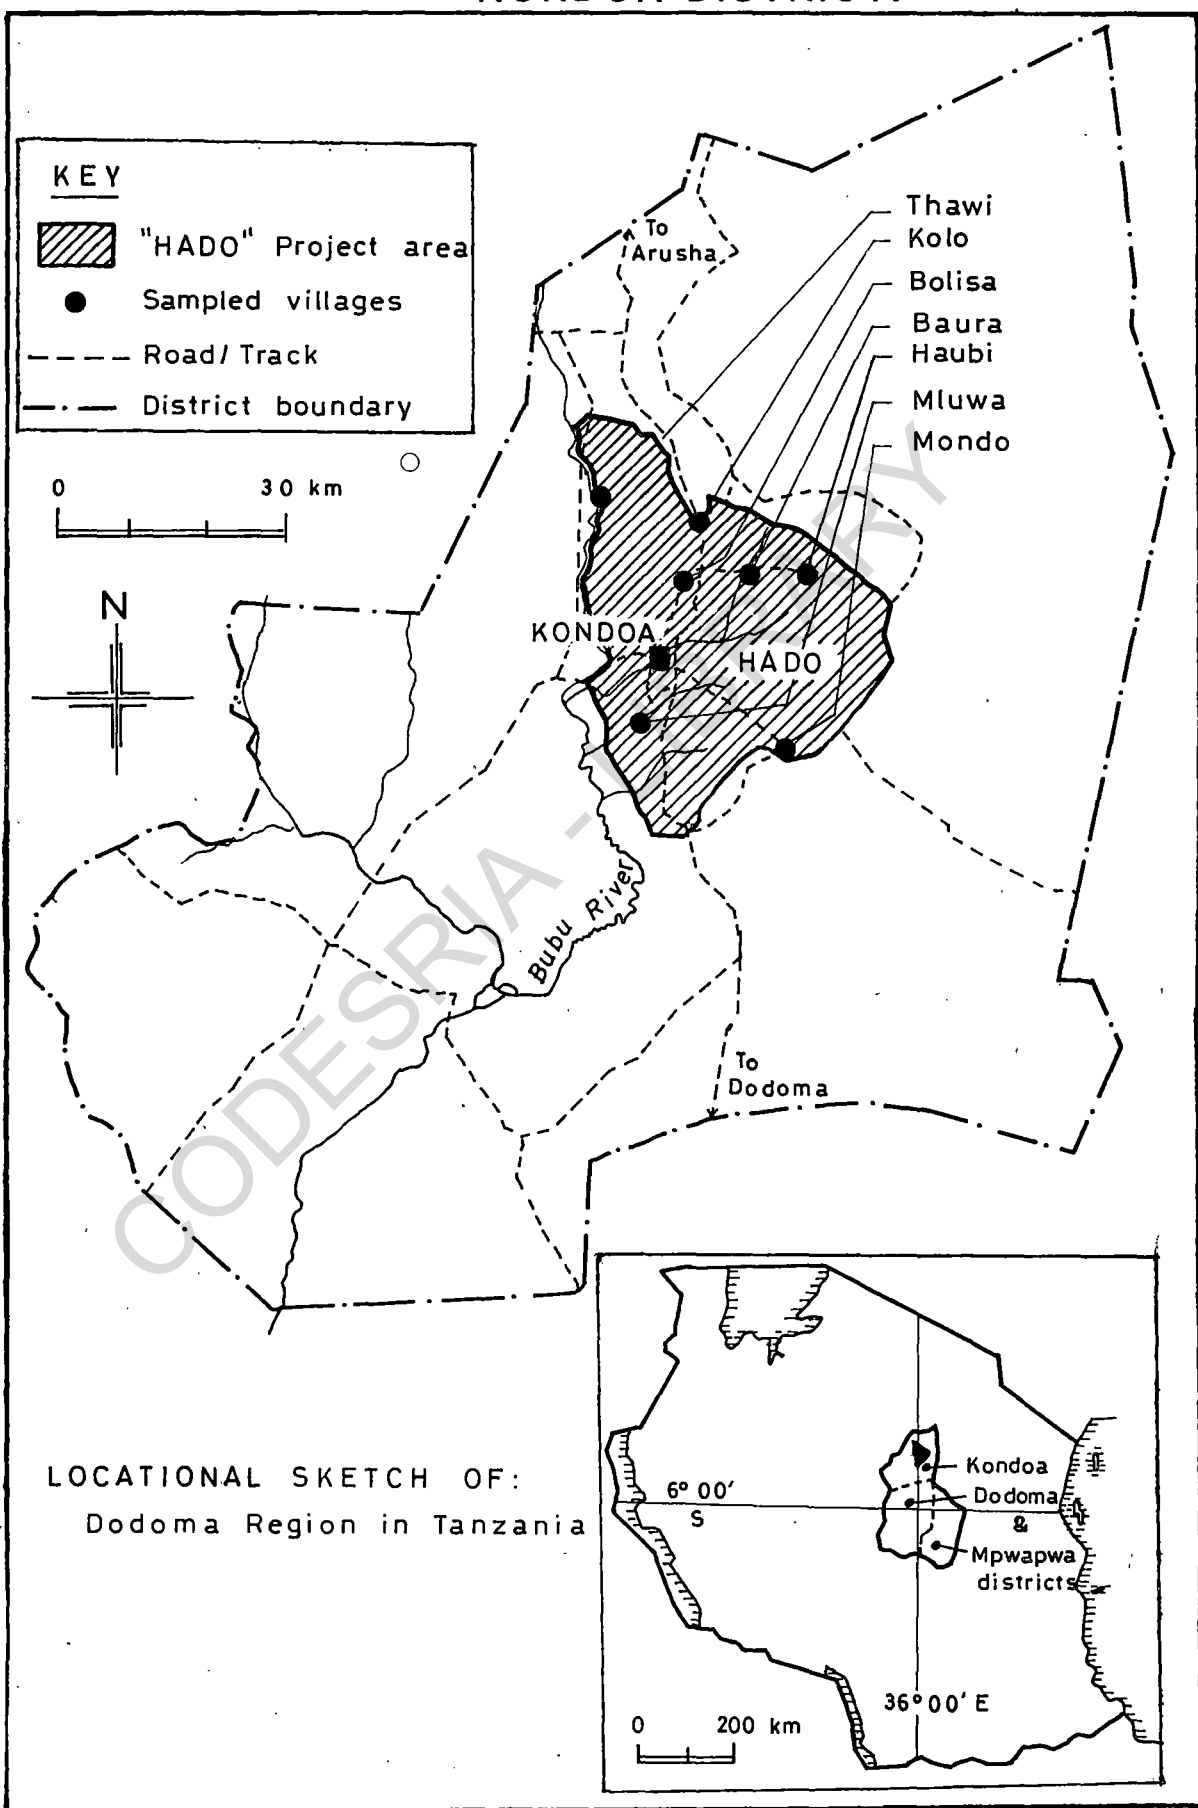 KEY
"HADO" Project area
Sampled villages
Road/Track
District boundary
0 30 km
N
To
Arusha
Thawi
Kolo
Bolisa
Baura
Haubi
Mluwa
Mondo
KONDOA
HADO
Bubu River
To
Dodoma
CODESRIA - LIBRARY
LOCATIONAL SKETCH OF:
Dodoma Region in Tanzania
6° 00'
S
Kondoa
Dodoma
&
Mpwapwa
districts
36° 00' E
0 200 km